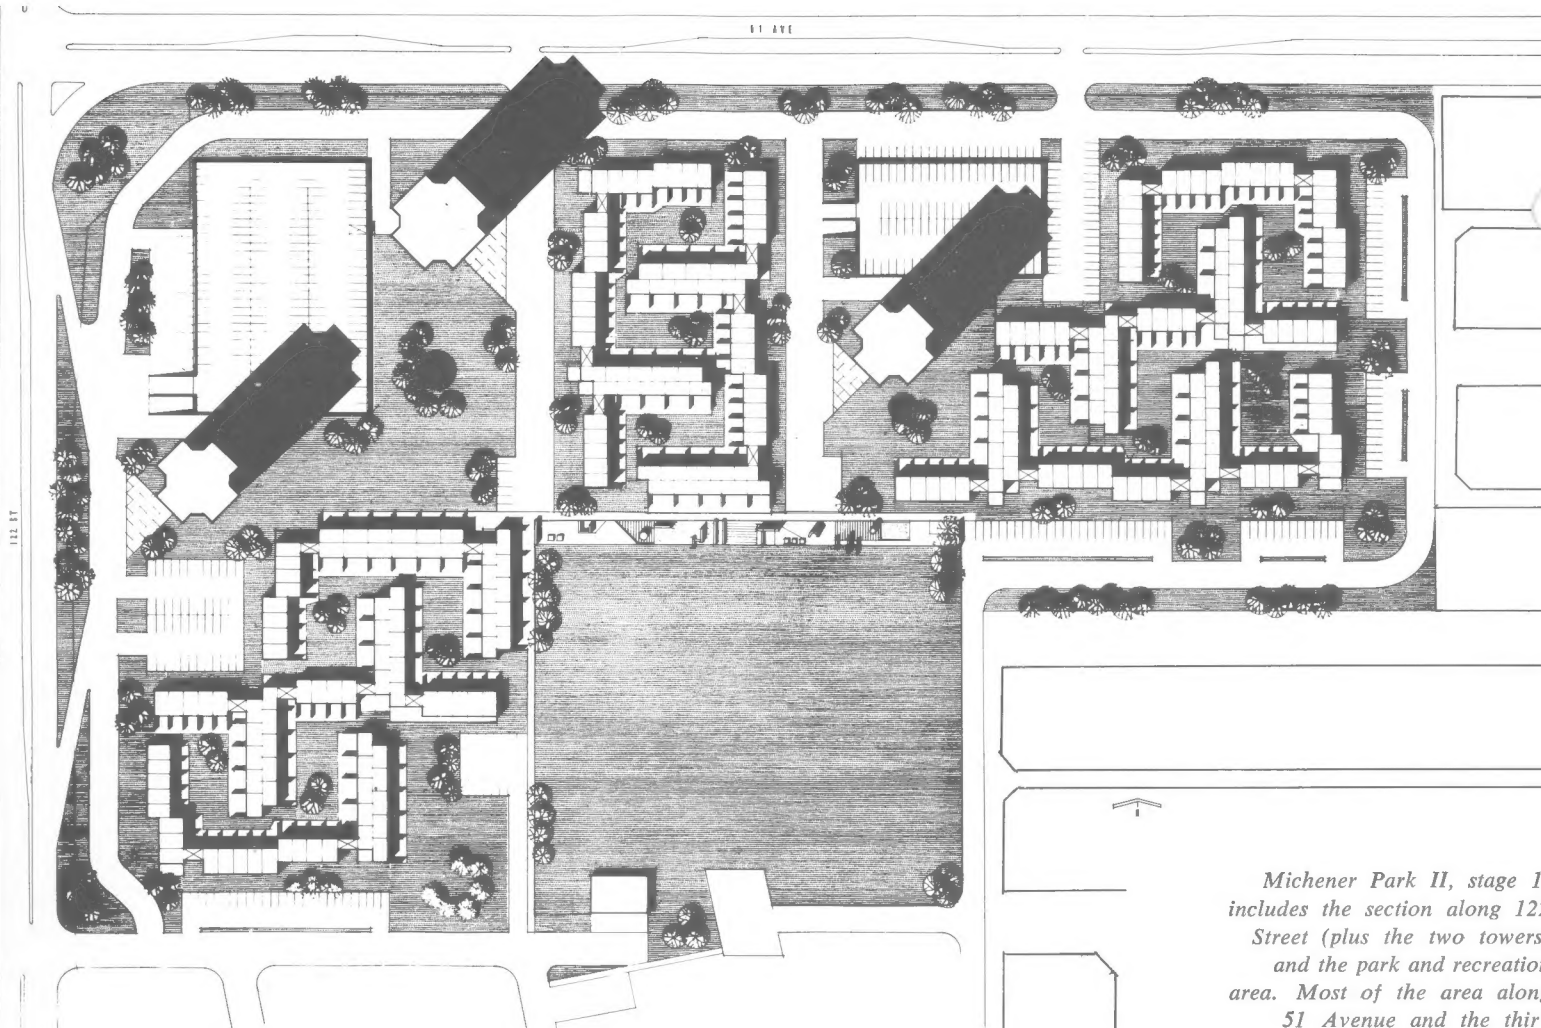 51 AVE
122 ST
Michener Park II, stage 1
includes the section along 12
Street (plus the two towers
and the park and recreation
area. Most of the area along
51 Avenue and the thir